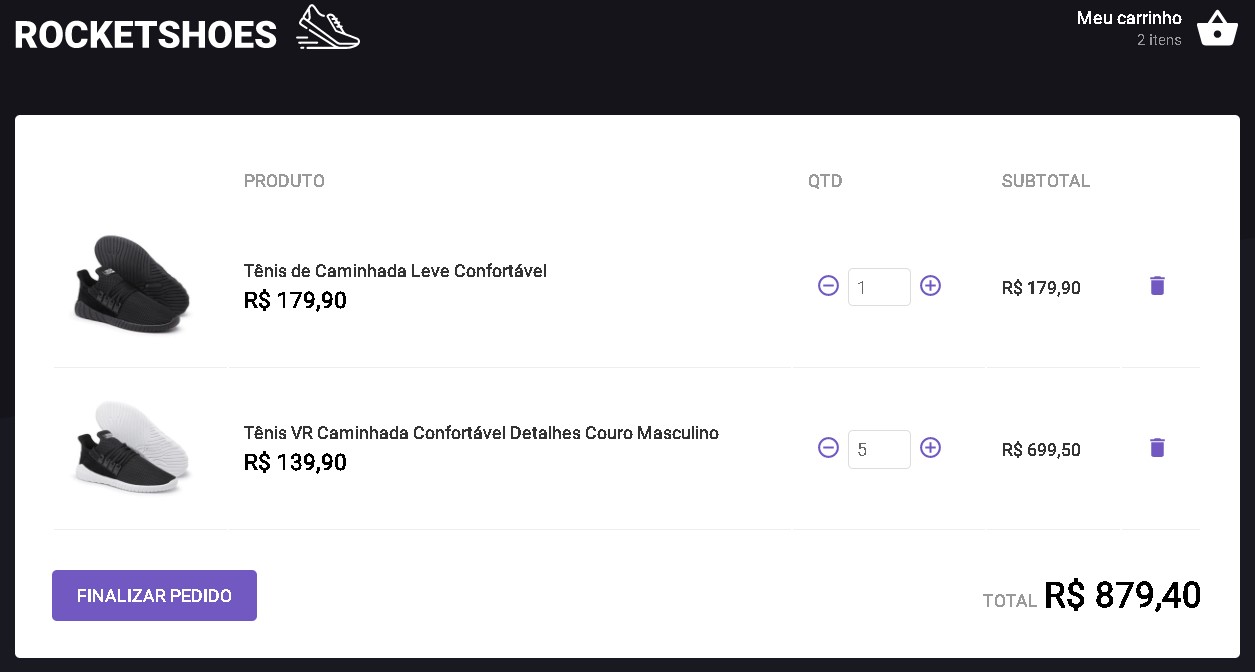 ROCKETSHOES
Meu carrinho
2 itens
PRODUTO QTD SUBTOTAL
Tênis de Caminhada Leve Confortável
R$ 179,90
1
R$ 179,90
Tênis VR Caminhada Confortável Detalhes Couro Masculino
R$ 139,90
5
R$ 699,50
FINALIZAR PEDIDO
TOTAL R$ 879,40